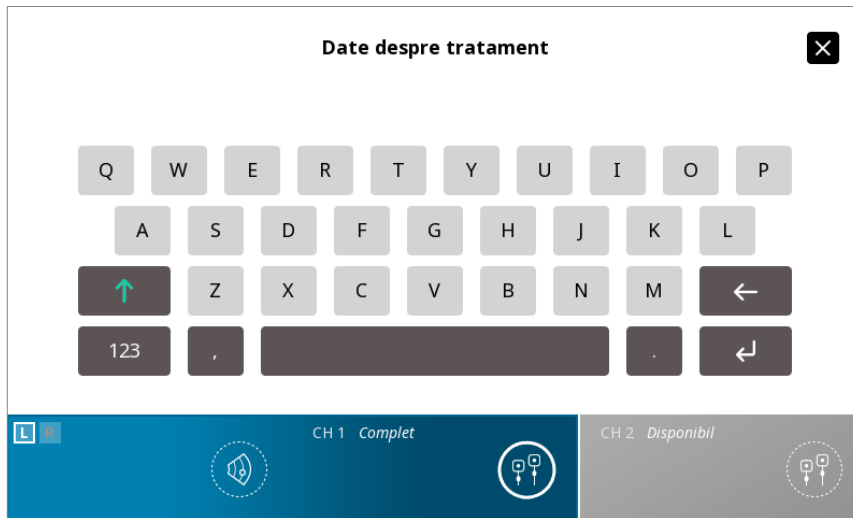 Date despre tratament
Q W E R T Y U I O P
A S D F G H J K L
Z X C V B N M
123 , .
L R CH 1 Complet CH 2 Disponibil